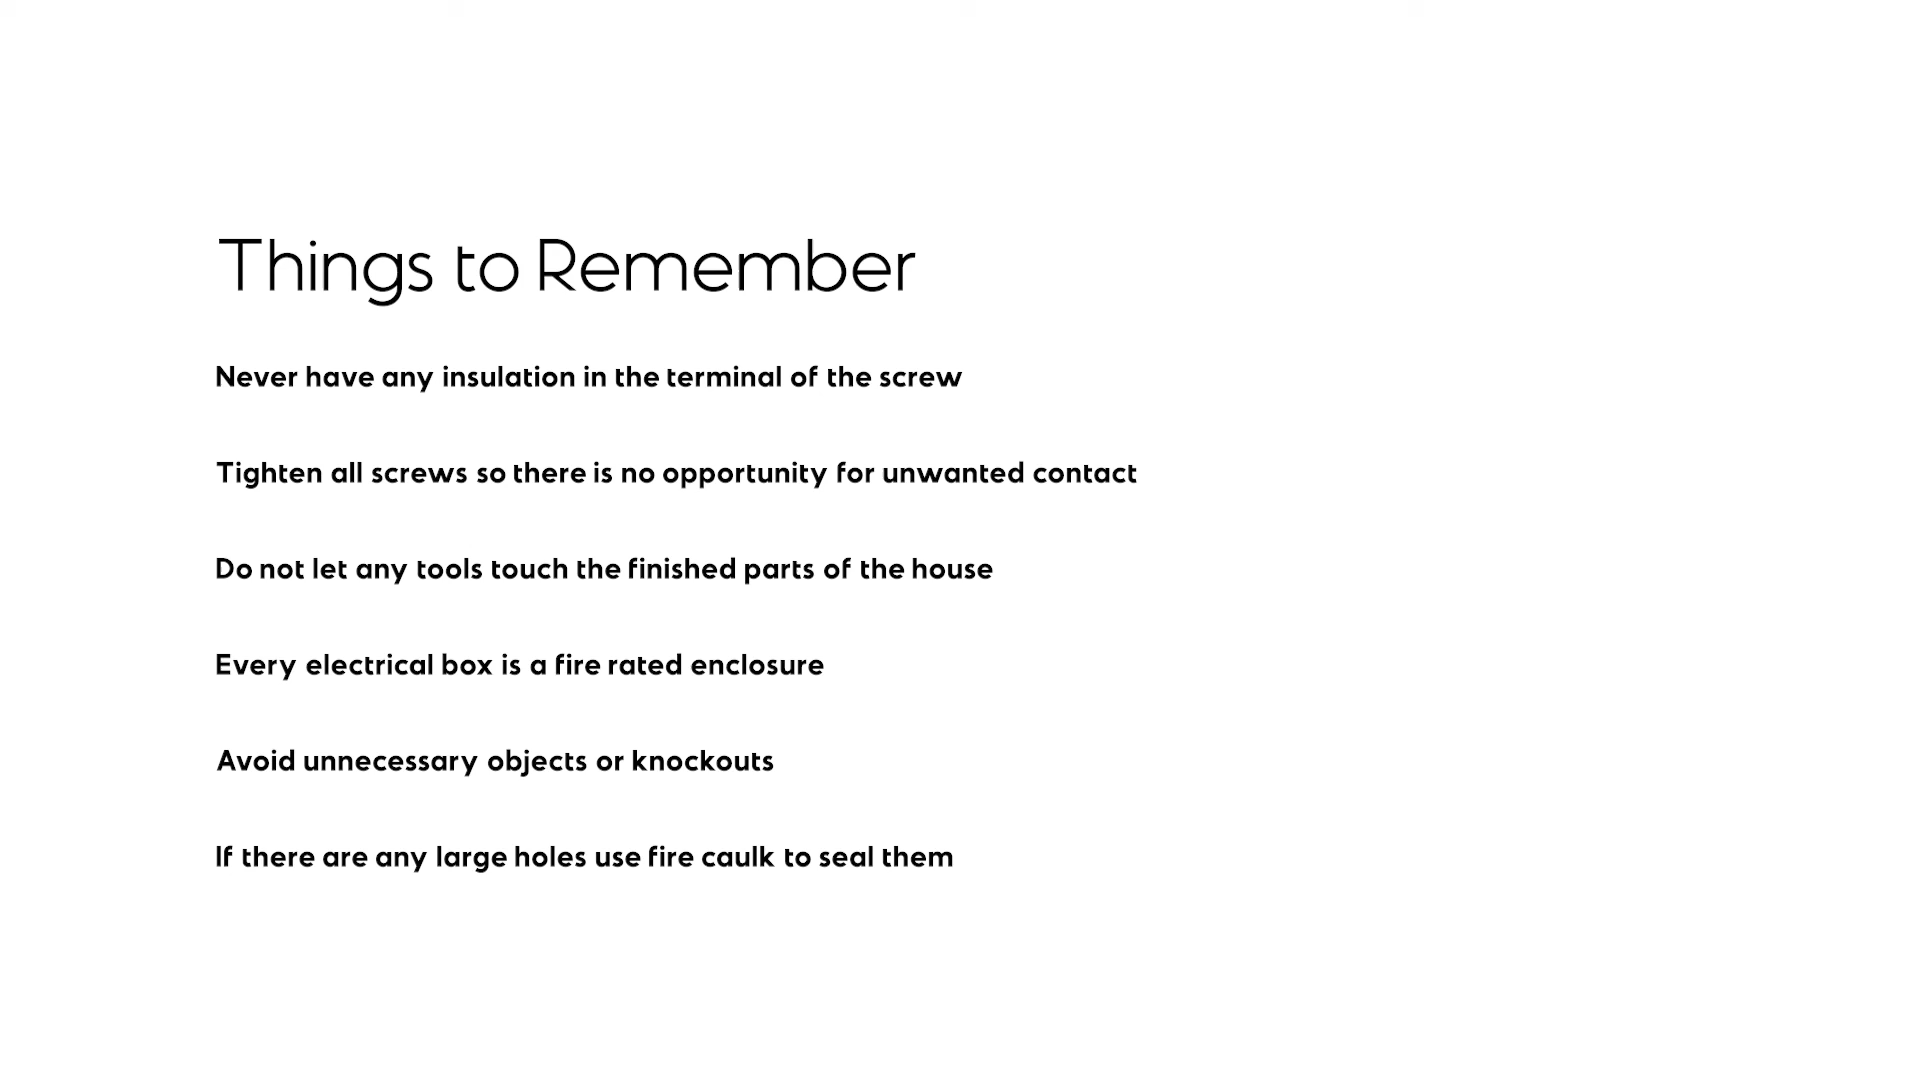 Things to Remember
Never have any insulation in the terminal of the screw
Tighten all screws so there is no opportunity for unwanted contact
Do not let any tools touch the finished parts of the house
Every electrical box is a fire rated enclosure
Avoid unnecessary objects or knockouts
If there are any large holes use fire caulk to seal them